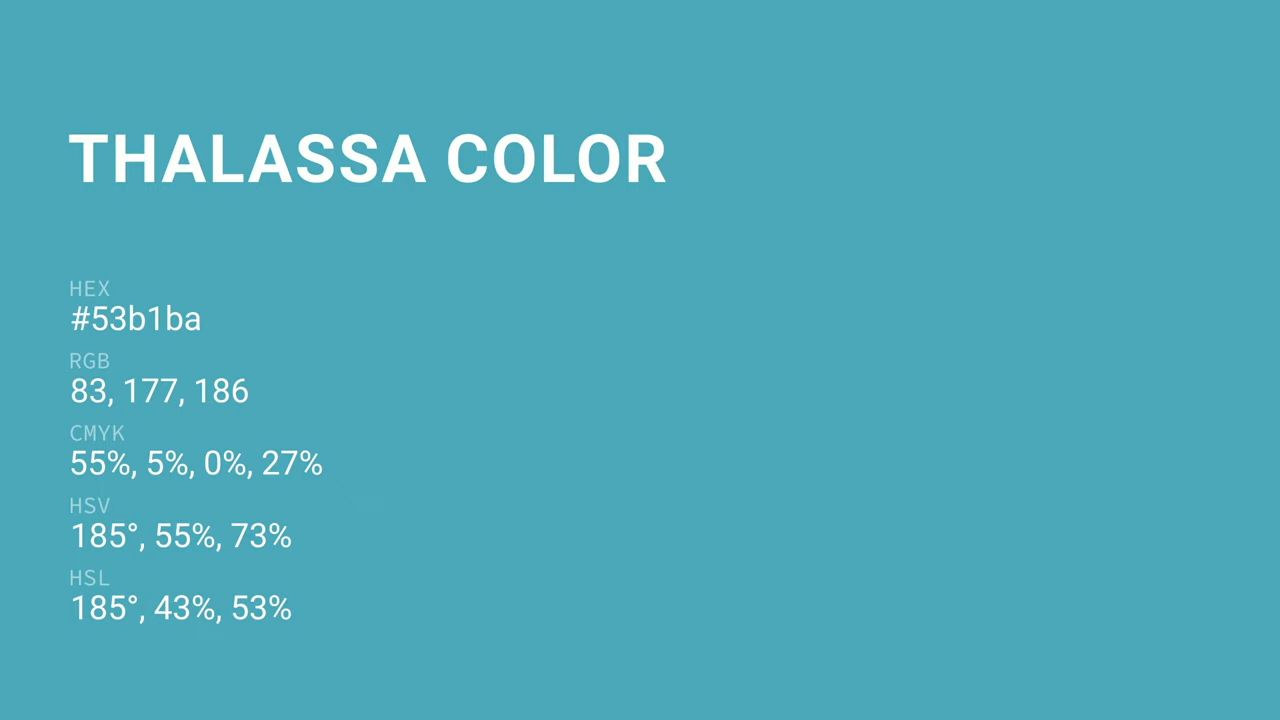 THALASSA COLOR
HEX
#53b1ba
RGB
83, 177, 186
CMYK
55%, 5%, 0%, 27%
HSV
185°, 55%, 73%
HSL
185°, 43%, 53%